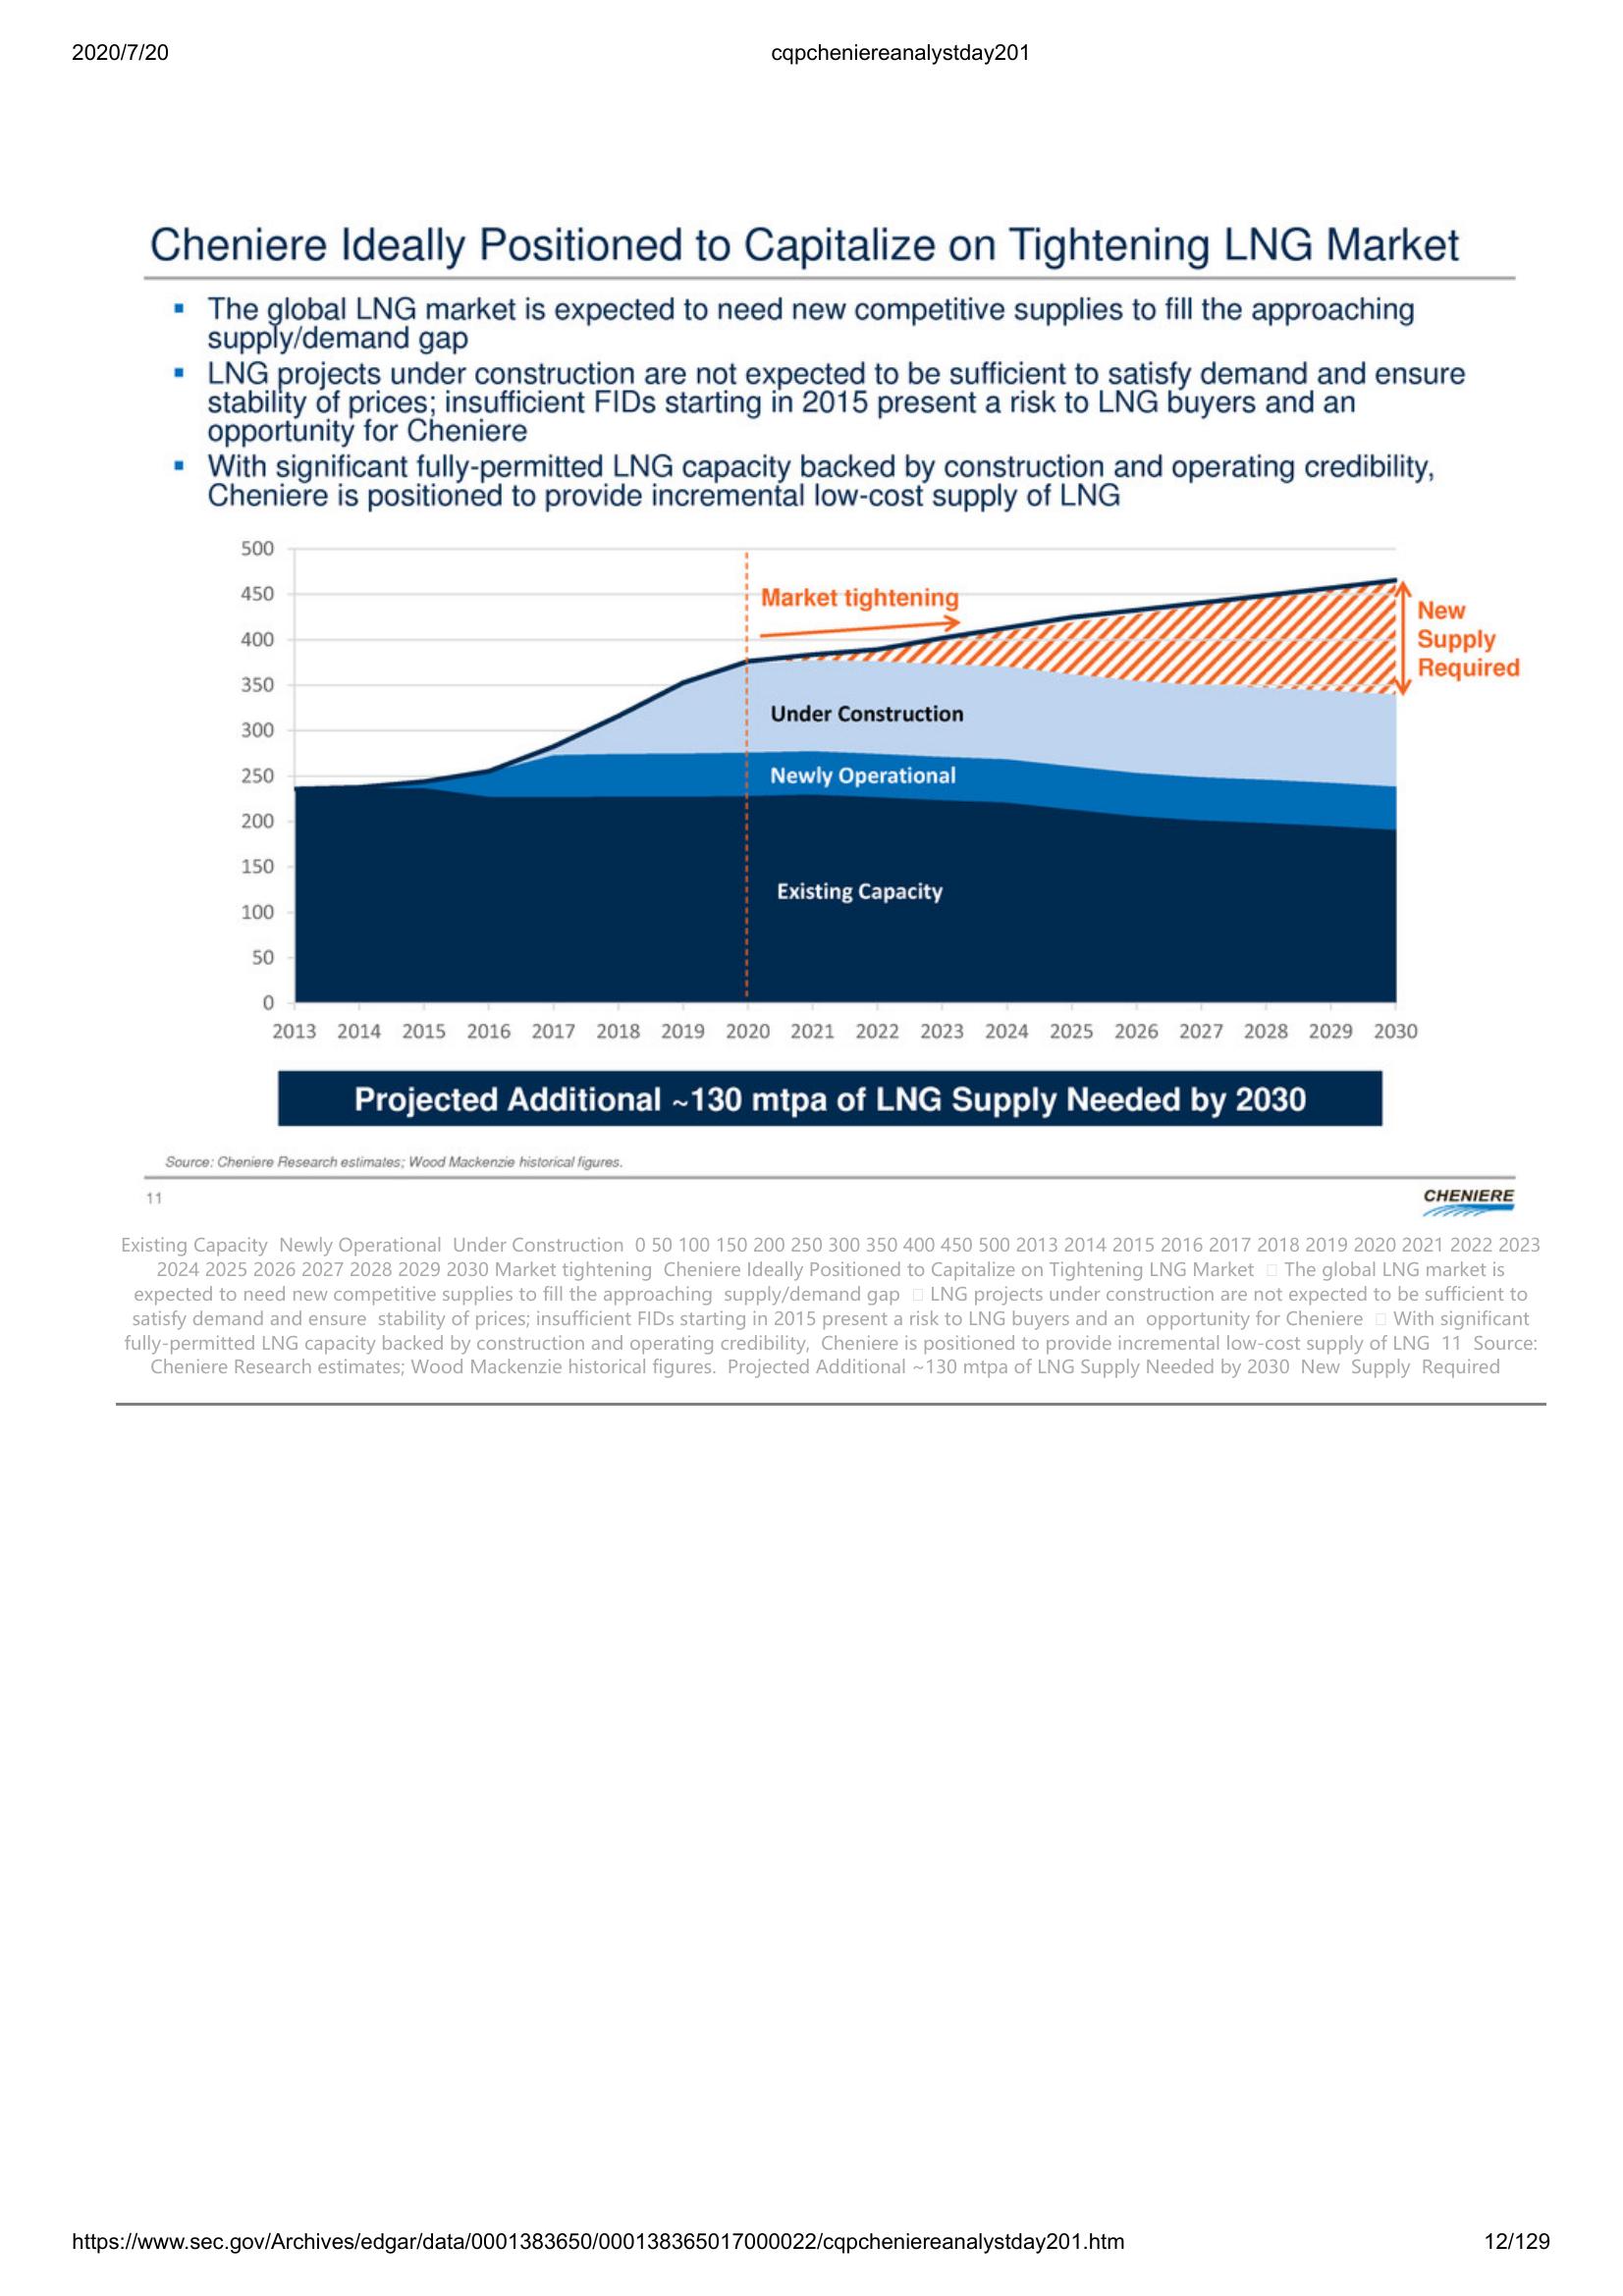 2020/7/20
cqpcheniereanalystday201
Cheniere Ideally Positioned to Capitalize on Tightening LNG Market
▪ The global LNG market is expected to need new competitive supplies to fill the approaching
supply/demand gap
▪ LNG projects under construction are not expected to be sufficient to satisfy demand and ensure
stability of prices; insufficient FIDs starting in 2015 present a risk to LNG buyers and an
opportunity for Cheniere
▪ With significant fully-permitted LNG capacity backed by construction and operating credibility,
Cheniere is positioned to provide incremental low-cost supply of LNG
500
450
400
350
300
250
200
150
100
50
0
Market tightening
New
Supply
Required
Under Construction
Newly Operational
Existing Capacity
2013 2014 2015 2016 2017 2018 2019 2020 2021 2022 2023 2024 2025 2026 2027 2028 2029 2030
Projected Additional ~130 mtpa of LNG Supply Needed by 2030
Source: Cheniere Research estimates; Wood Mackenzie historical figures.
11
CHENIERE
Existing Capacity Newly Operational Under Construction 0 50 100 150 200 250 300 350 400 450 500 2013 2014 2015 2016 2017 2018 2019 2020 2021 2022 2023
2024 2025 2026 2027 2028 2029 2030 Market tightening Cheniere Ideally Positioned to Capitalize on Tightening LNG Market □ The global LNG market is
expected to need new competitive supplies to fill the approaching supply/demand gap □ LNG projects under construction are not expected to be sufficient to
satisfy demand and ensure stability of prices; insufficient FIDs starting in 2015 present a risk to LNG buyers and an opportunity for Cheniere □ With significant
fully-permitted LNG capacity backed by construction and operating credibility, Cheniere is positioned to provide incremental low-cost supply of LNG 11 Source:
Cheniere Research estimates; Wood Mackenzie historical figures. Projected Additional ~130 mtpa of LNG Supply Needed by 2030 New Supply Required
https://www.sec.gov/Archives/edgar/data/0001383650/000138365017000022/cqpcheniereanalystday201.htm
12/129